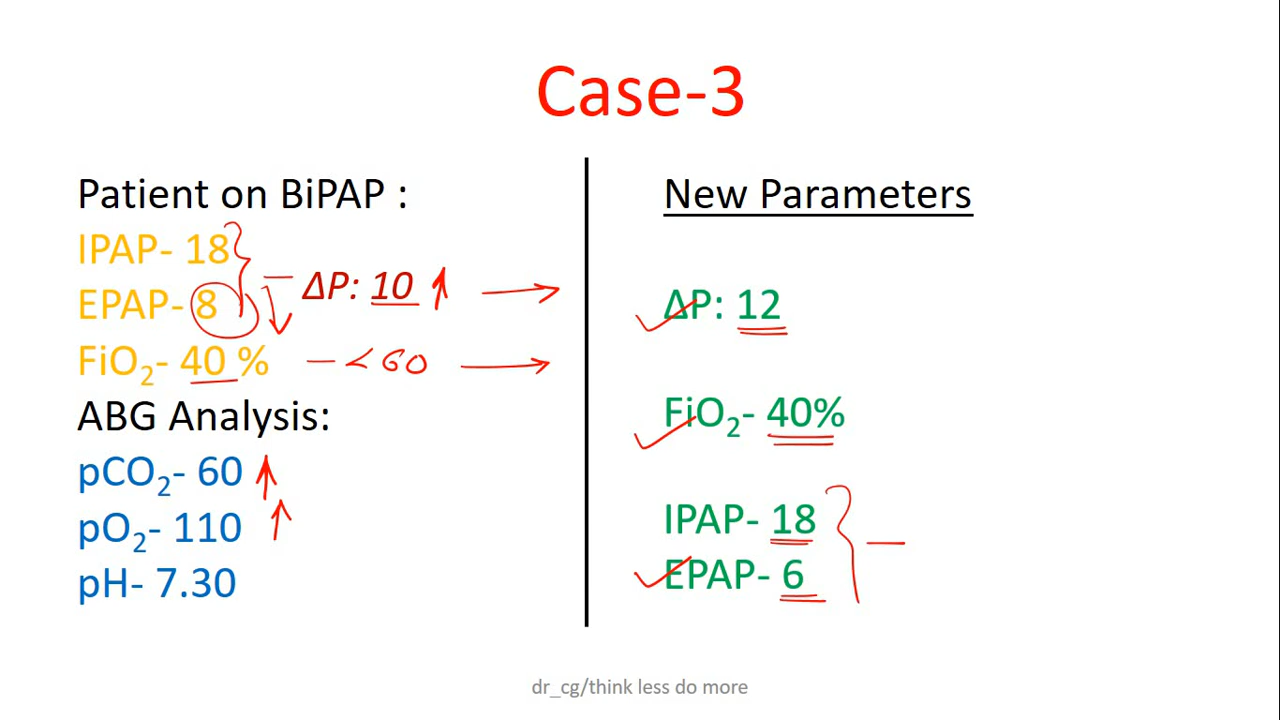 Case-3
Patient on BiPAP :
IPAP- 18
EPAP- 8
ΔP: 10
FiO₂- 40 %
- < 60
ABG Analysis:
pCO₂- 60
pO₂- 110
pH- 7.30
New Parameters
ΔP: 12
FiO₂- 40%
IPAP- 18
EPAP- 6
dr_cg/think less do more